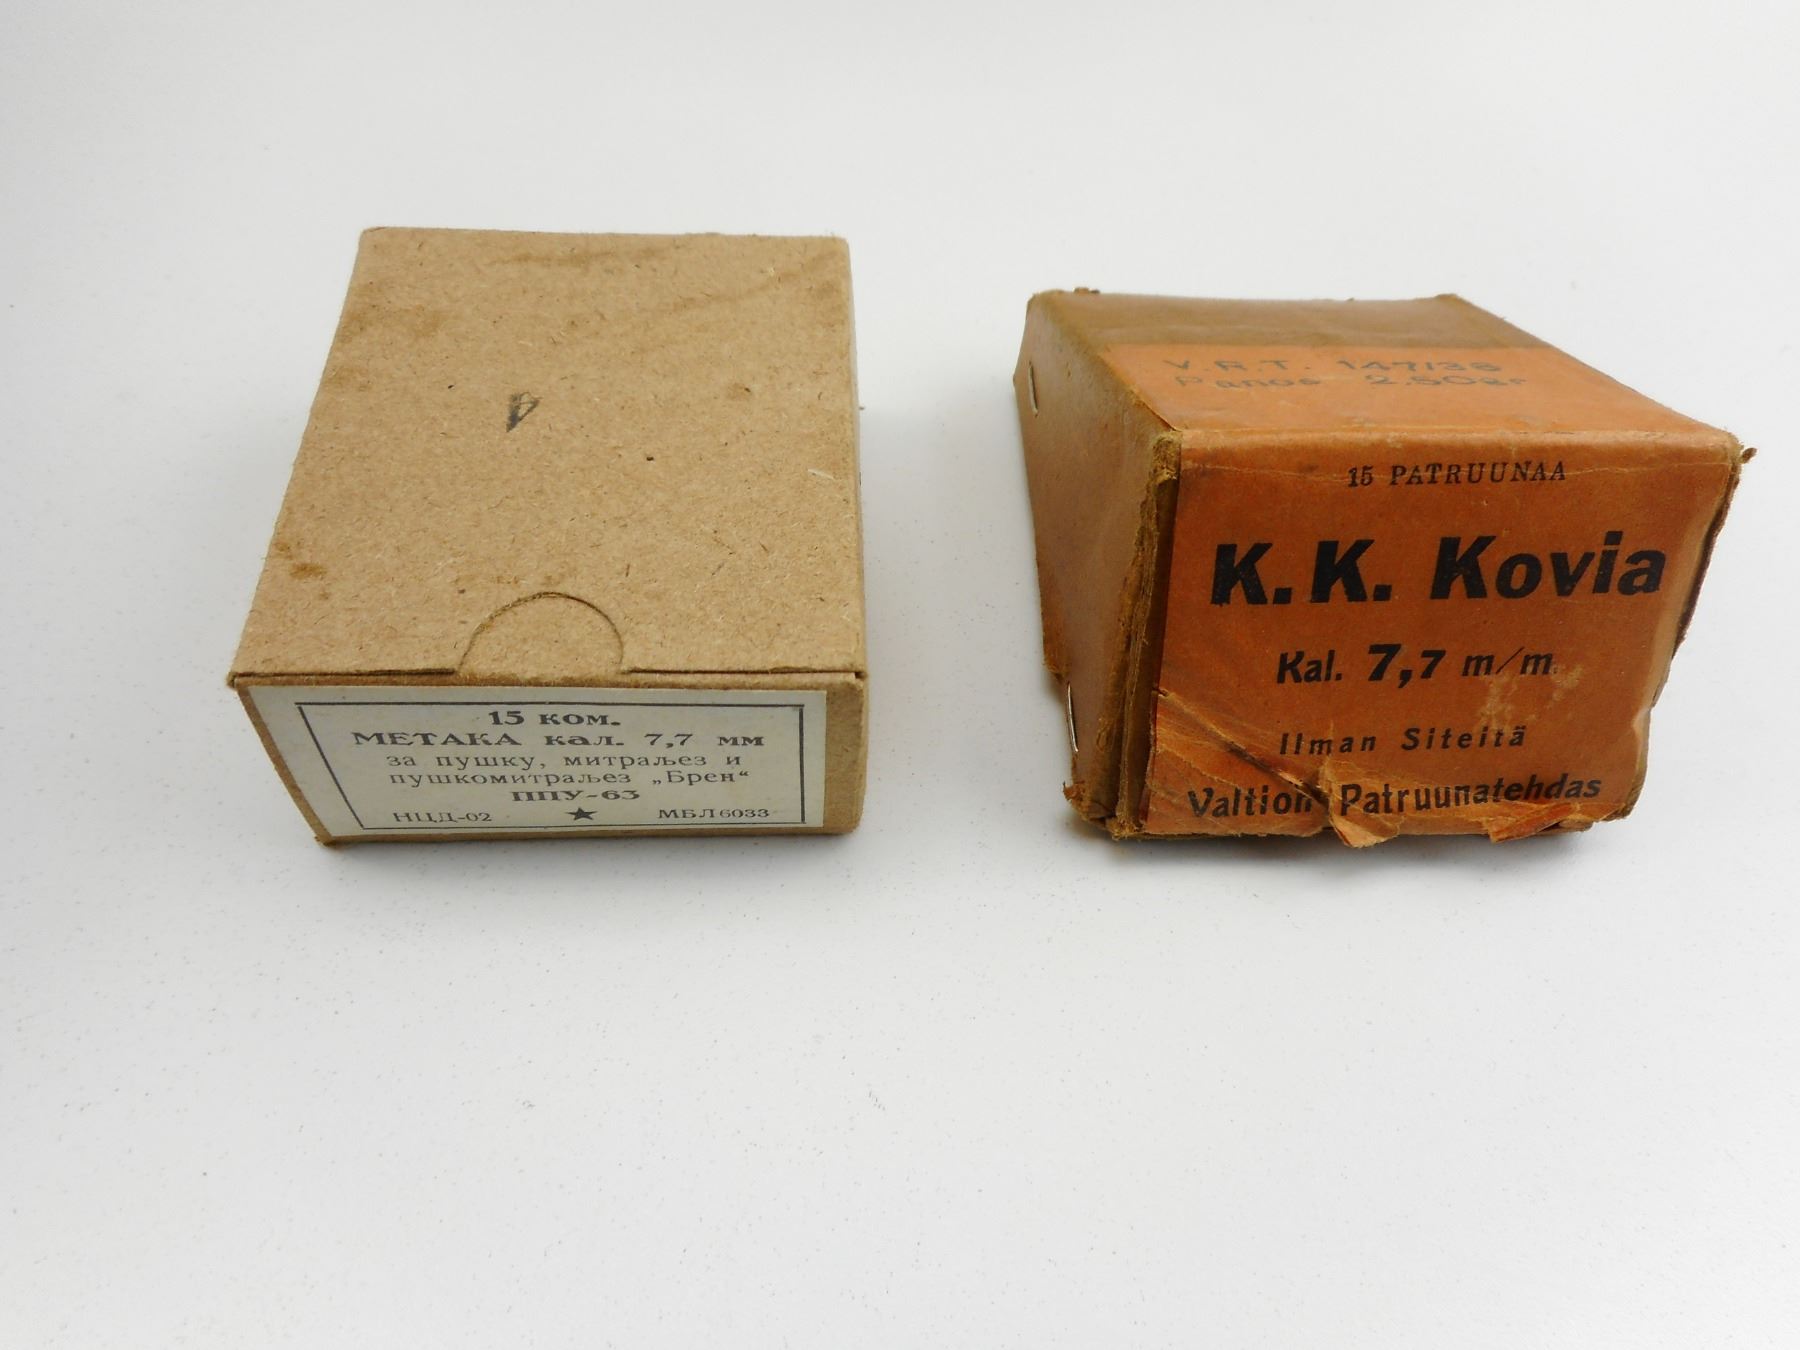 15 ком.
МЕТАКА кал. 7,7 мм
за пушку, митраљез и
пушкомитраљез „Брен“
ППУ-63
НЦД-02 ★ МБЛ6033
V.R.T. 147/38
Panos 2.50gr
15 PATRUUNAA
K.K. Kovia
Kal. 7,7 m/m
Ilman Siteitä
Valtion Patruunatehdas